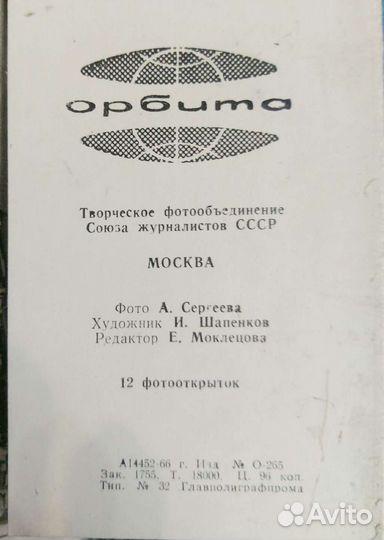 орбита
Творческое фотообъединение
Союза журналистов СССР
МОСКВА
Фото А. Сергеева
Художник И. Шапенков
Редактор Е. Моклецова
12 фотооткрыток
А14452-66 г. Изд № О-265
Зак. 1755, Т. 18000. Ц. 96 коп.
Тип. № 32 Главполиграфпрома
Avito